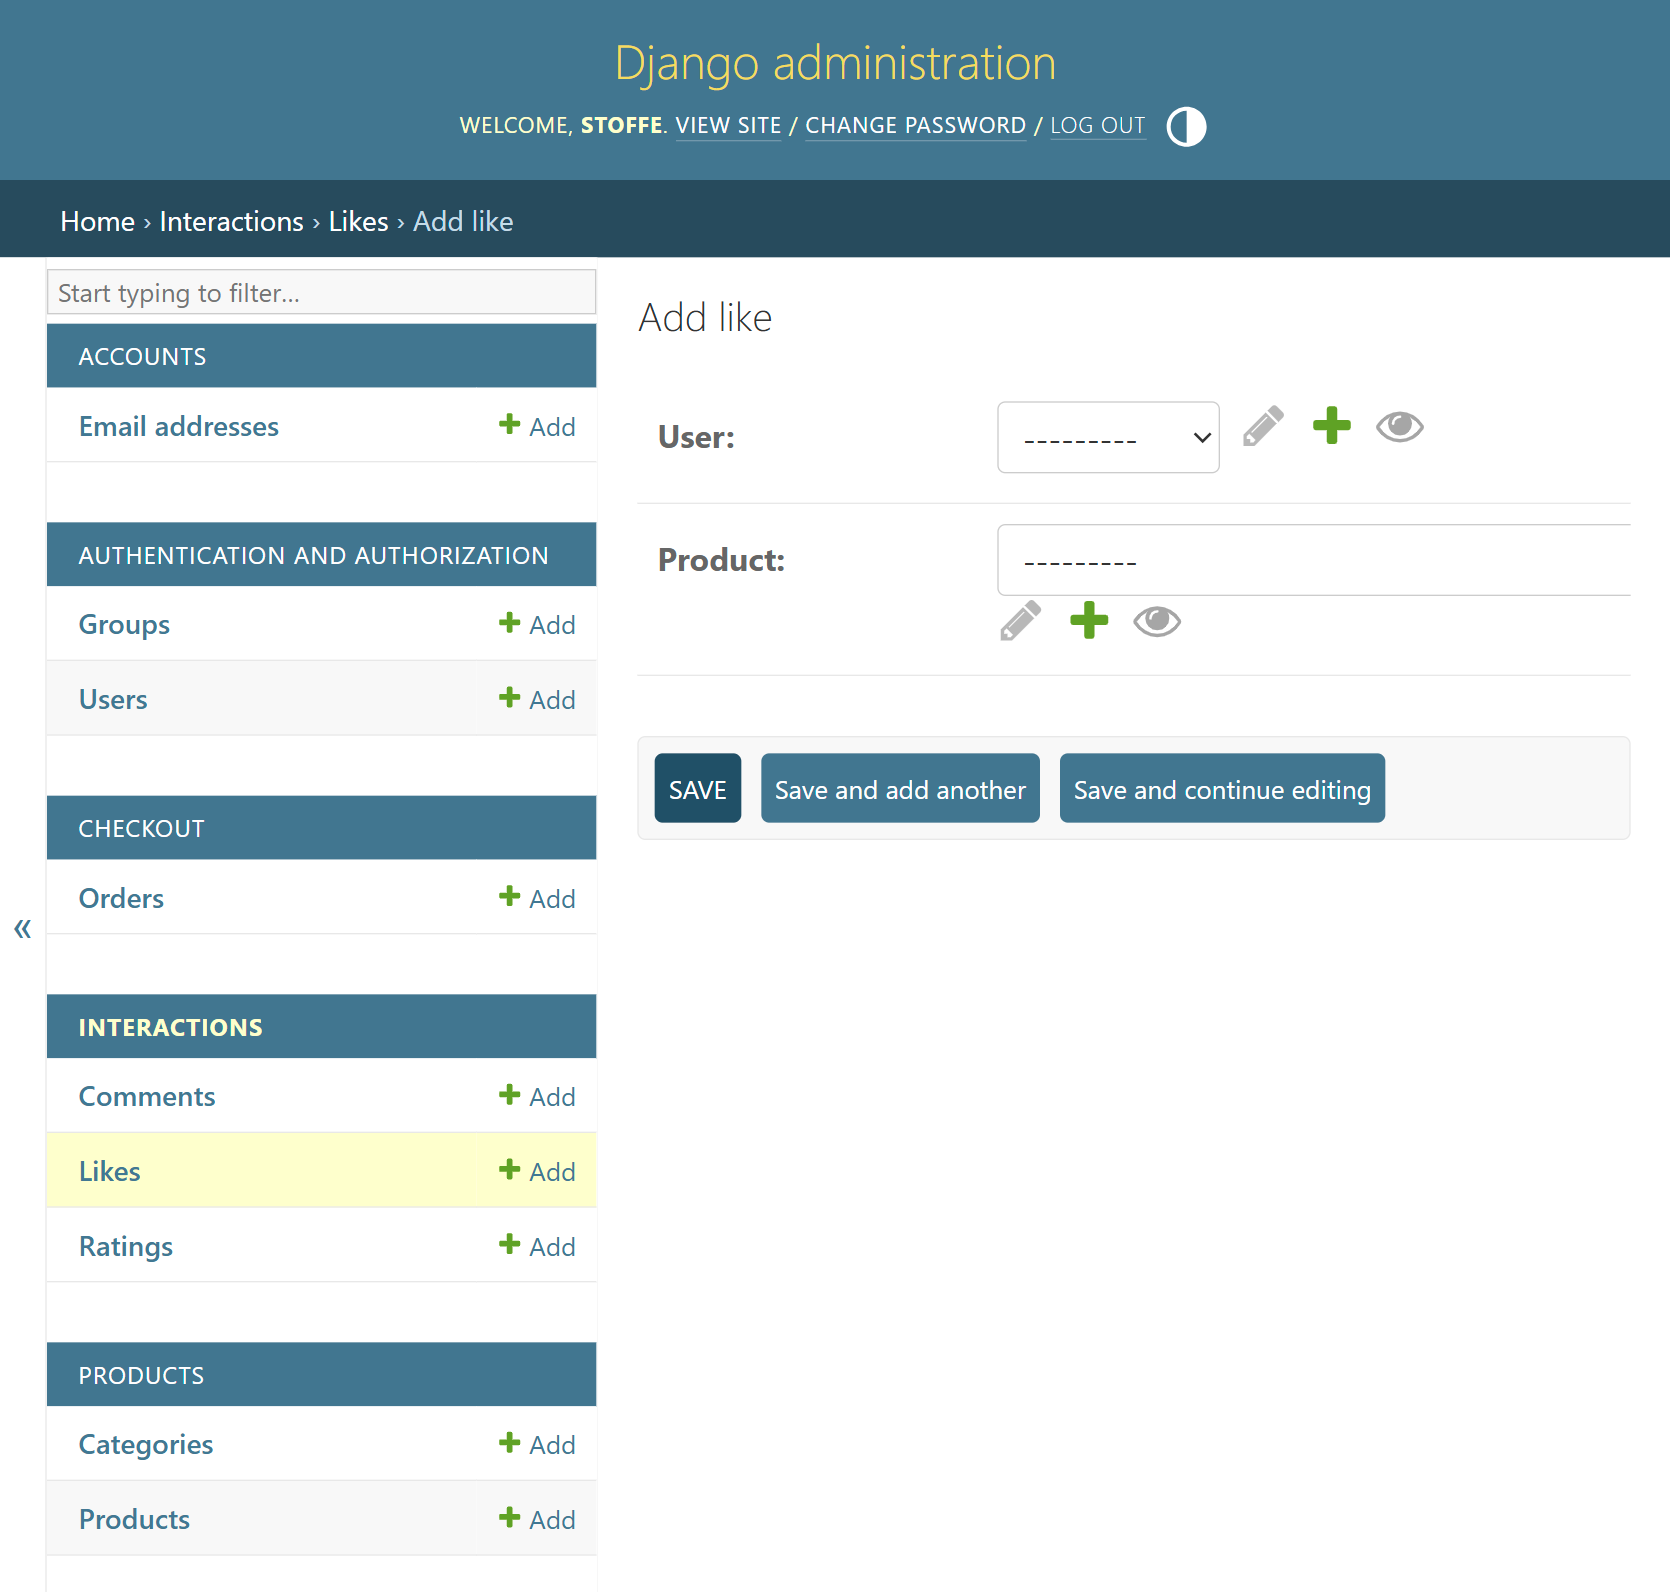 Django administration
WELCOME, STOFFE. VIEW SITE / CHANGE PASSWORD / LOG OUT
Home › Interactions › Likes › Add like
Start typing to filter...
ACCOUNTS
Email addresses Add
AUTHENTICATION AND AUTHORIZATION
Groups Add
Users Add
CHECKOUT
Orders Add
«
INTERACTIONS
Comments Add
Likes Add
Ratings Add
PRODUCTS
Categories Add
Products Add
Add like
User: ---------
Product: ---------
SAVE Save and add another Save and continue editing